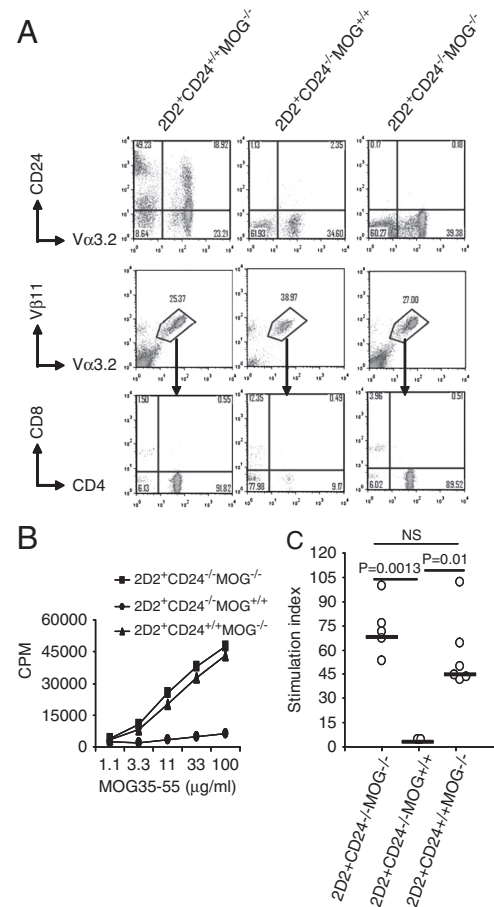 A
2D2+CD24+/+MOG-/-
2D2+CD24-/-MOG+/+
2D2+CD24-/-MOG-/-
CD24
Vα3.2
49.23 18.92
8.64 23.21
1.13 2.35
61.93 34.60
0.17 0.18
60.27 39.38
Vβ11
Vα3.2
25.37
38.97
27.00
CD8
CD4
1.50 0.55
6.13 91.82
12.35 0.49
77.98 9.17
3.96 0.51
6.02 89.52
B
2D2+CD24-/-MOG-/-
2D2+CD24-/-MOG+/+
2D2+CD24+/+MOG-/-
CPM
60000
45000
30000
15000
0
1.1 3.3 11 33 100
MOG35-55 (μg/ml)
C
NS
P=0.0013
P=0.01
Stimulation index
120
105
90
75
60
45
30
15
0
2D2+CD24-/-MOG-/-
2D2+CD24-/-MOG+/+
2D2+CD24+/+MOG-/-